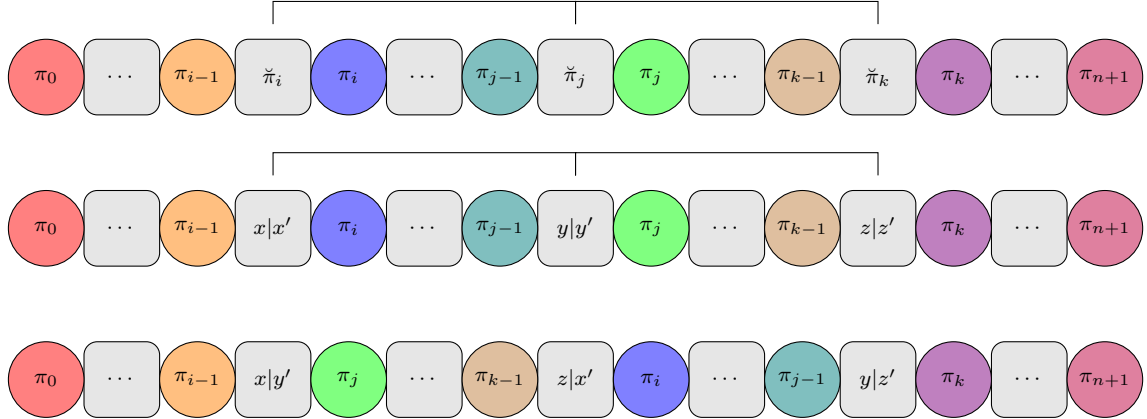 π₀ ⋯ πᵢ₋₁ π̆ᵢ πᵢ ⋯ πⱼ₋₁ π̆ⱼ πⱼ ⋯ πₖ₋₁ π̆ₖ πₖ ⋯ πₙ₊₁
π₀ ⋯ πᵢ₋₁ x|x′ πᵢ ⋯ πⱼ₋₁ y|y′ πⱼ ⋯ πₖ₋₁ z|z′ πₖ ⋯ πₙ₊₁
π₀ ⋯ πᵢ₋₁ x|y′ πⱼ ⋯ πₖ₋₁ z|x′ πᵢ ⋯ πⱼ₋₁ y|z′ πₖ ⋯ πₙ₊₁